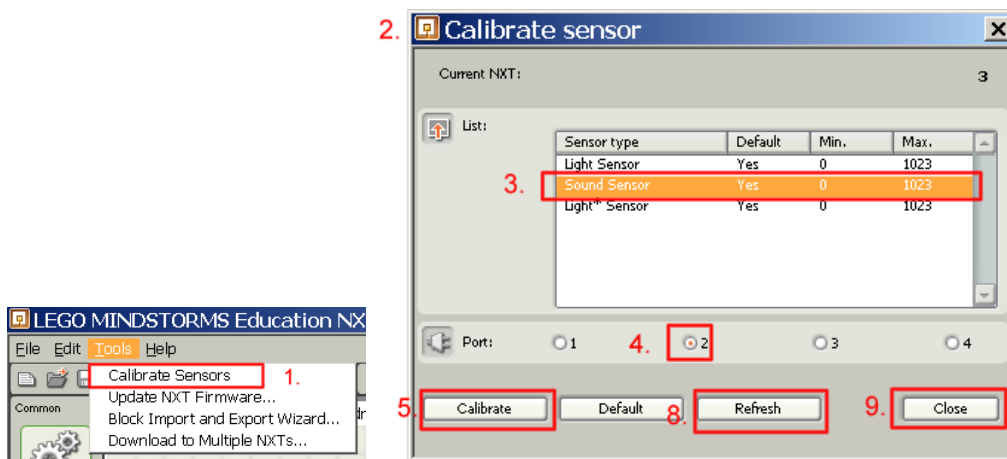 2. Calibrate sensor
Current NXT: 3
List:
Sensor type Default Min. Max.
Light Sensor Yes 0 1023
3. Sound Sensor Yes 0 1023
Light* Sensor Yes 0 1023
Port: 1 4. 2 3 4
5. Calibrate Default 8. Refresh 9. Close
LEGO MINDSTORMS Education NX
File Edit Tools Help
Calibrate Sensors 1.
Update NXT Firmware...
Common Block Import and Export Wizard...
Download to Multiple NXTs...